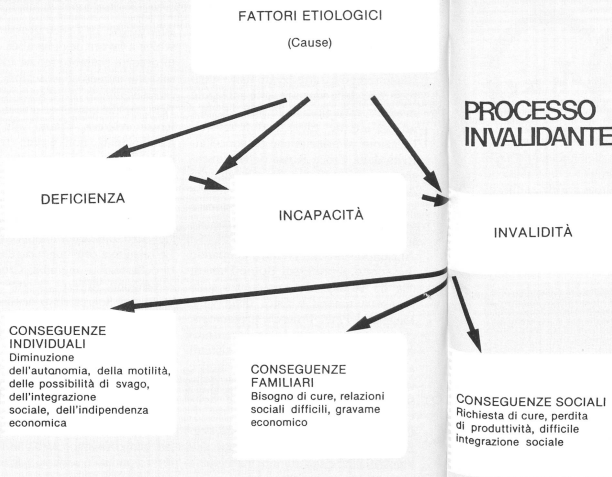 FATTORI ETIOLOGICI
(Cause)
PROCESSO
INVALIDANTE
DEFICIENZA
INCAPACITÀ
INVALIDITÀ
CONSEGUENZE
INDIVIDUALI
Diminuzione
dell'autonomia, della motilità,
delle possibilità di svago,
dell'integrazione
sociale, dell'indipendenza
economica
CONSEGUENZE
FAMILIARI
Bisogno di cure, relazioni
sociali difficili, gravame
economico
CONSEGUENZE SOCIALI
Richiesta di cure, perdita
di produttività, difficile
integrazione sociale